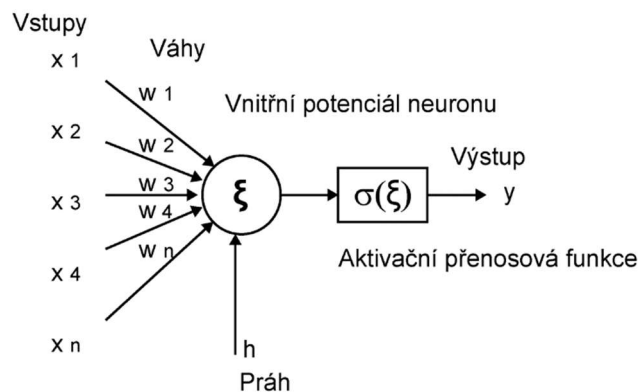 Vstupy
x 1
Váhy
w 1
Vnitřní potenciál neuronu
x 2
w 2
Výstup
w 3
ξ
σ(ξ)
y
x 3
w 4
w n
Aktivační přenosová funkce
x 4
x n
h
Práh